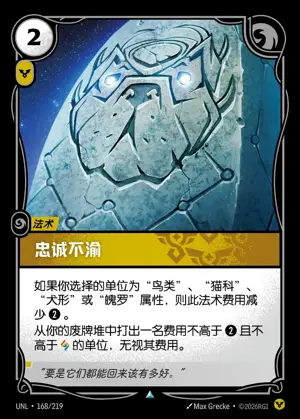 2
法术
忠诚不渝
如果你选择的单位为“鸟类”、“猫科”、
“犬形”或“魄罗”属性，则此法术费用减
少 2 。
从你的废牌堆中打出一名费用不高于 2 且不
高于 的单位，无视其费用。
"要是它们都能回来该有多好。"
UNL • 168/219
Max Grecke • ©2026RGI